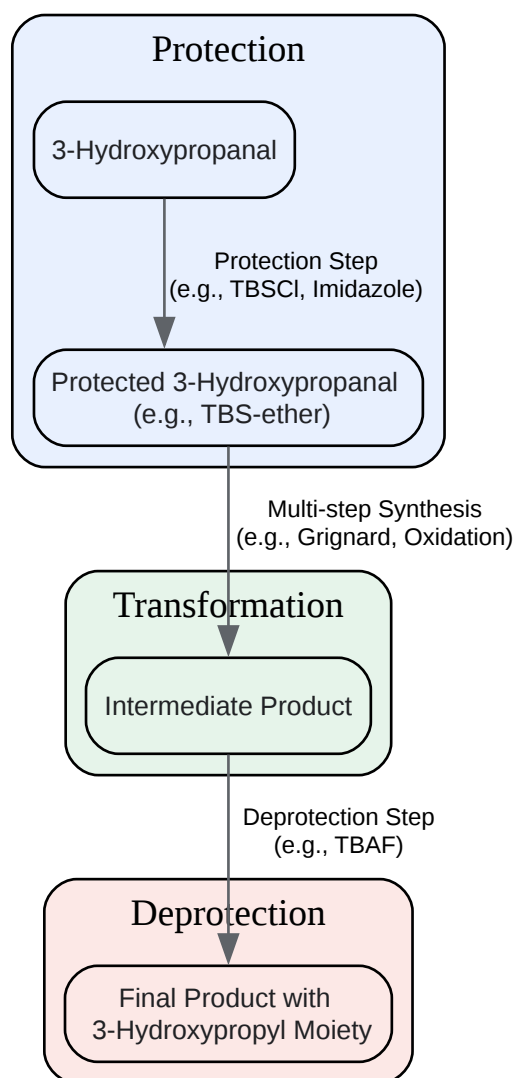 Protection
3-Hydroxypropanal
Protection Step
(e.g., TBSCl, Imidazole)
Protected 3-Hydroxypropanal
(e.g., TBS-ether)
Multi-step Synthesis
(e.g., Grignard, Oxidation)
Transformation
Intermediate Product
Deprotection Step
(e.g., TBAF)
Deprotection
Final Product with
3-Hydroxypropyl Moiety